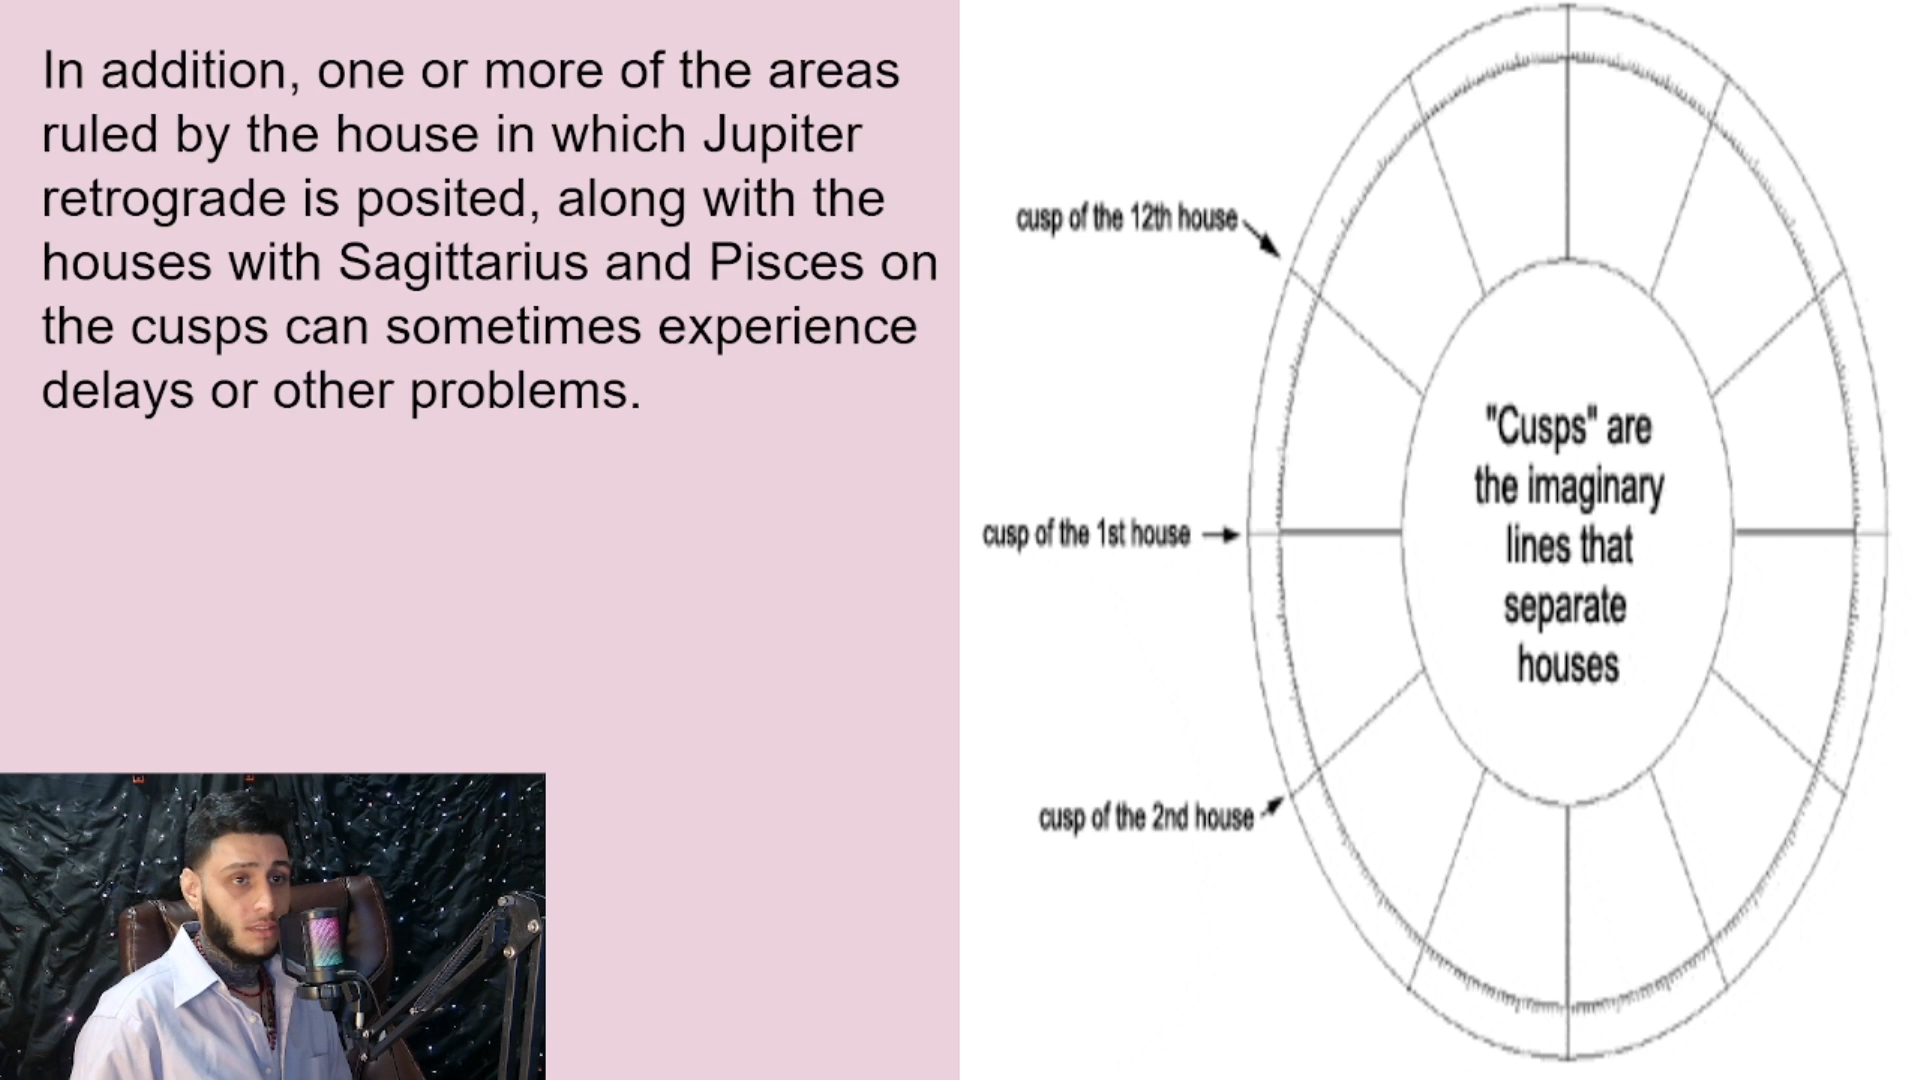 In addition, one or more of the areas
ruled by the house in which Jupiter
retrograde is posited, along with the
houses with Sagittarius and Pisces on
the cusps can sometimes experience
delays or other problems.
cusp of the 12th house
cusp of the 1st house
cusp of the 2nd house
"Cusps" are
the imaginary
lines that
separate
houses